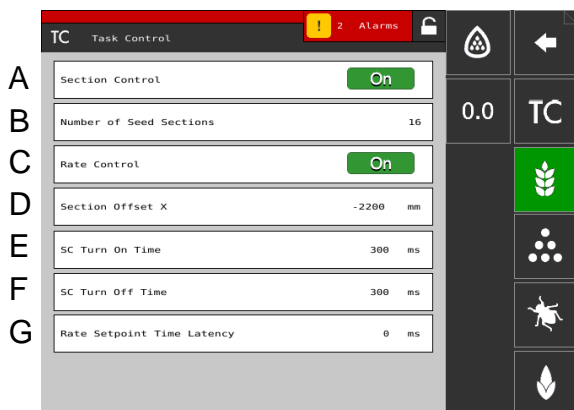 TC Task Control
! 2 Alarms
A Section Control On
0.0 TC
B Number of Seed Sections 16
C Rate Control On
D Section Offset X -2200 mm
E SC Turn On Time 300 ms
F SC Turn Off Time 300 ms
G Rate Setpoint Time Latency 0 ms